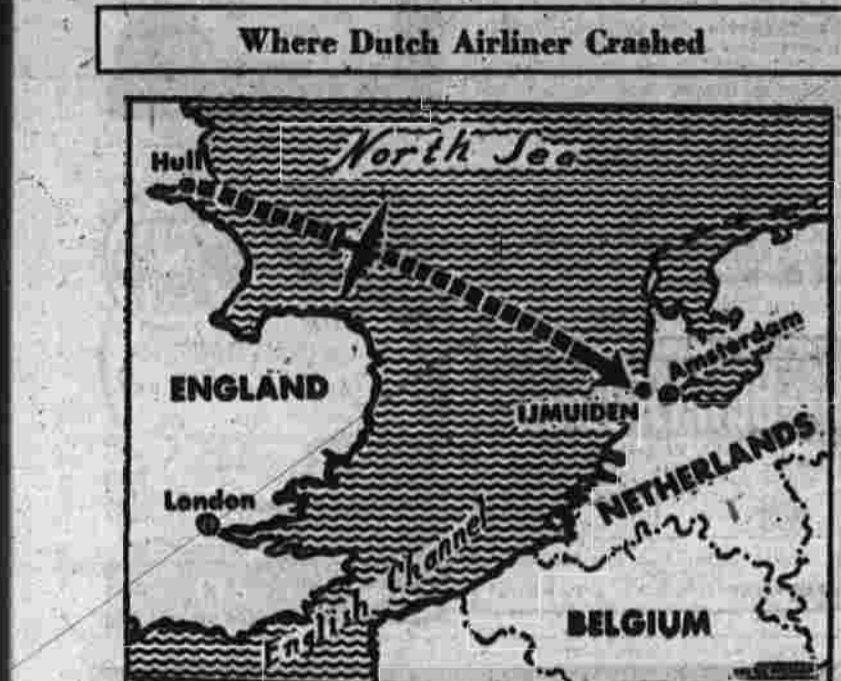 Where Dutch Airliner Crashed
North Sea
Hull
Amsterdam
ENGLAND
IJMUIDEN
NETHERLANDS
London
English Channel
BELGIUM